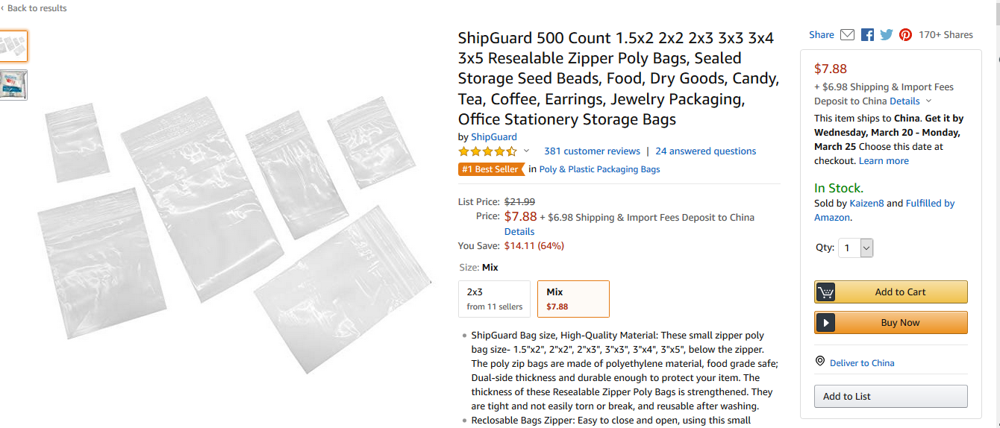 ‹ Back to results
ShipGuard 500 Count 1.5x2 2x2 2x3 3x3 3x4
3x5 Resealable Zipper Poly Bags, Sealed
Storage Seed Beads, Food, Dry Goods, Candy,
Tea, Coffee, Earrings, Jewelry Packaging,
Office Stationery Storage Bags
by ShipGuard
381 customer reviews | 24 answered questions
#1 Best Seller in Poly & Plastic Packaging Bags
List Price: $21.99
Price: $7.88 + $6.98 Shipping & Import Fees Deposit to China
Details
You Save: $14.11 (64%)
Size: Mix
2x3
from 11 sellers
Mix
$7.88
• ShipGuard Bag size, High-Quality Material: These small zipper poly
bag size- 1.5"x2", 2"x2", 2"x3", 3"x3", 3"x4", 3"x5", below the zipper.
The poly zip bags are made of polyethylene material, food grade safe;
Dual-side thickness and durable enough to protect your item. The
thickness of these Resealable Zipper Poly Bags is strengthened. They
are tight and not easily torn or break, and reusable after washing.
• Reclosable Bags Zipper: Easy to close and open, using this small
Share 170+ Shares
$7.88
+ $6.98 Shipping & Import Fees
Deposit to China Details
This item ships to China. Get it by
Wednesday, March 20 - Monday,
March 25 Choose this date at
checkout. Learn more
In Stock.
Sold by Kaizen8 and Fulfilled by
Amazon.
Qty: 1
Add to Cart
Buy Now
Deliver to China
Add to List